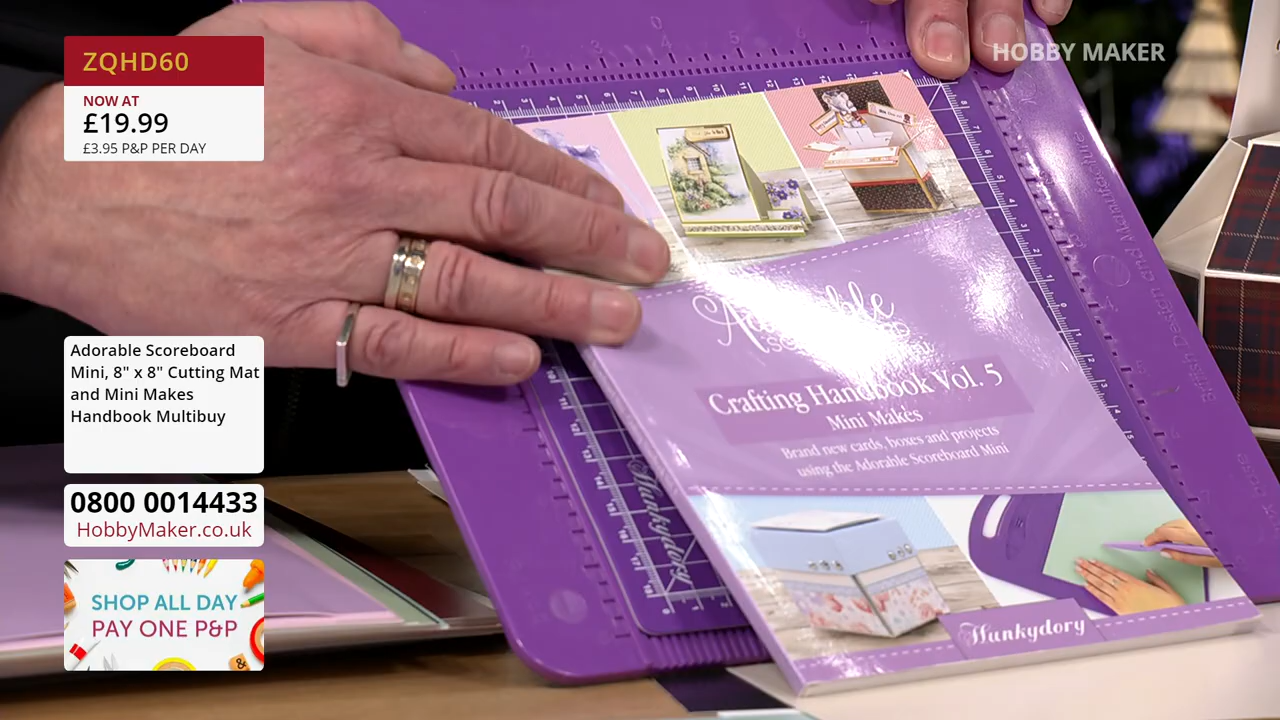 ZQHD60
NOW AT
£19.99
£3.95 P&P PER DAY
Adorable Scoreboard
Mini, 8" x 8" Cutting Mat
and Mini Makes
Handbook Multibuy
0800 0014433
HobbyMaker.co.uk
SHOP ALL DAY
PAY ONE P&P
HOBBY MAKER
Adorable
Crafting Handbook Vol. 5
Mini Makes
Brand new cards, boxes and projects
using the Adorable Scoreboard Mini
Hunkydory
Hunkydory
British Design and Manufacture